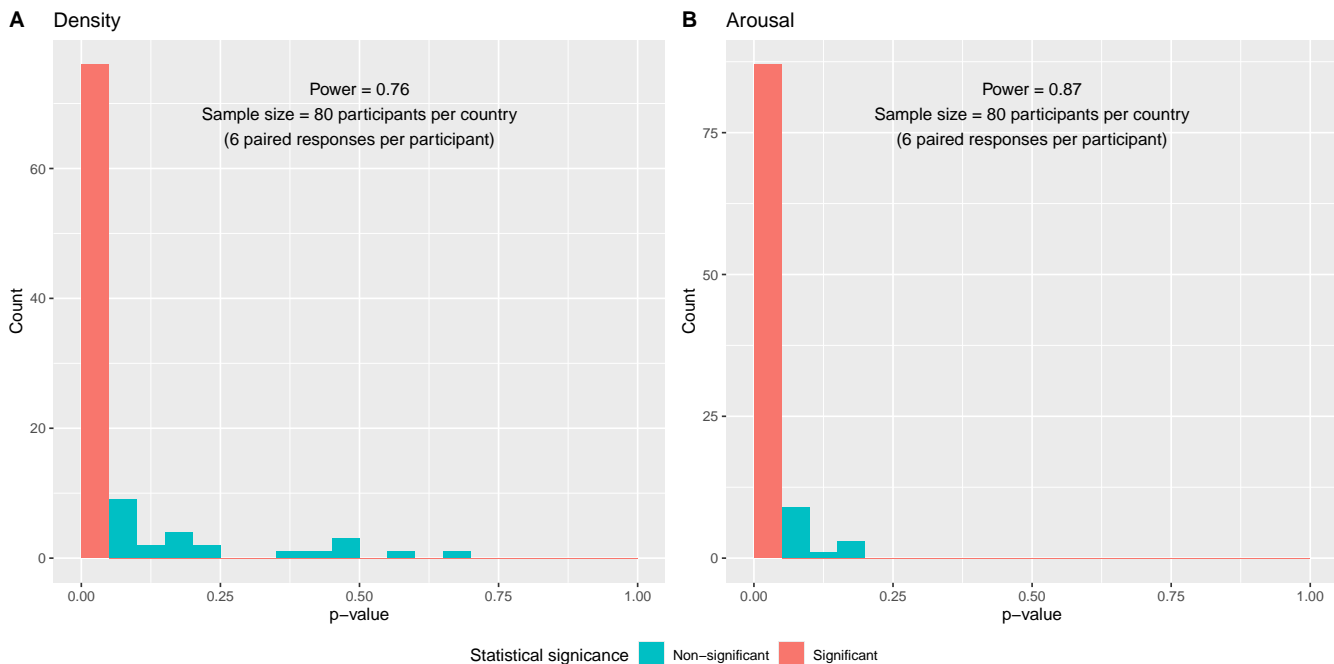 A Density
Power = 0.76
Sample size = 80 participants per country
(6 paired responses per participant)
Count
60
40
20
0
0.00 0.25 0.50 0.75 1.00
p−value
B Arousal
Power = 0.87
Sample size = 80 participants per country
(6 paired responses per participant)
Count
75
50
25
0
0.00 0.25 0.50 0.75 1.00
p−value
Statistical signicance Non−significant Significant